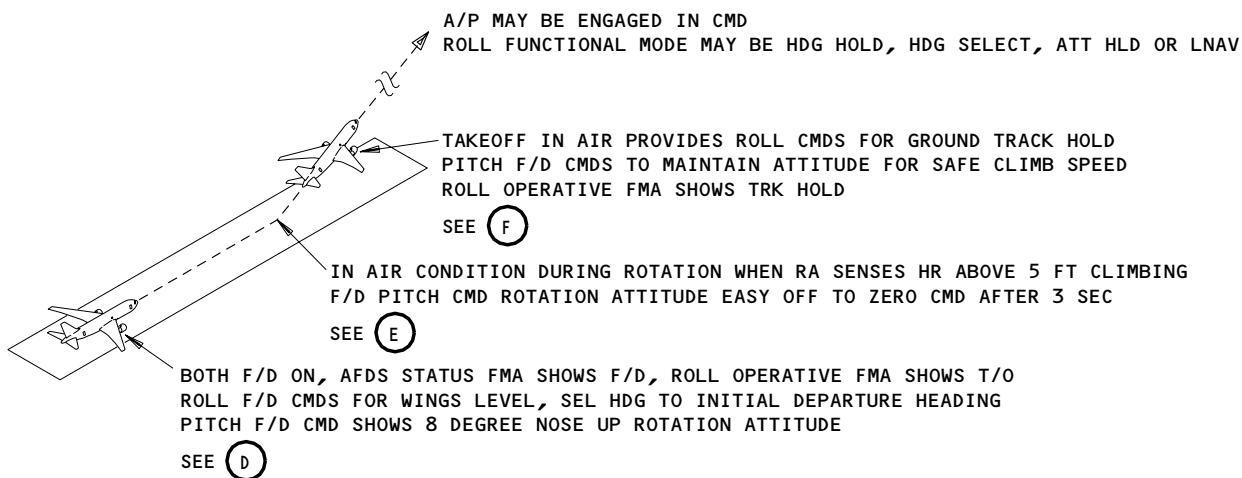 A/P MAY BE ENGAGED IN CMD
ROLL FUNCTIONAL MODE MAY BE HDG HOLD, HDG SELECT, ATT HLD OR LNAV
TAKEOFF IN AIR PROVIDES ROLL CMDS FOR GROUND TRACK HOLD
PITCH F/D CMDS TO MAINTAIN ATTITUDE FOR SAFE CLIMB SPEED
ROLL OPERATIVE FMA SHOWS TRK HOLD
SEE F
IN AIR CONDITION DURING ROTATION WHEN RA SENSES HR ABOVE 5 FT CLIMBING
F/D PITCH CMD ROTATION ATTITUDE EASY OFF TO ZERO CMD AFTER 3 SEC
SEE E
BOTH F/D ON, AFDS STATUS FMA SHOWS F/D, ROLL OPERATIVE FMA SHOWS T/O
ROLL F/D CMDS FOR WINGS LEVEL, SEL HDG TO INITIAL DEPARTURE HEADING
PITCH F/D CMD SHOWS 8 DEGREE NOSE UP ROTATION ATTITUDE
SEE D